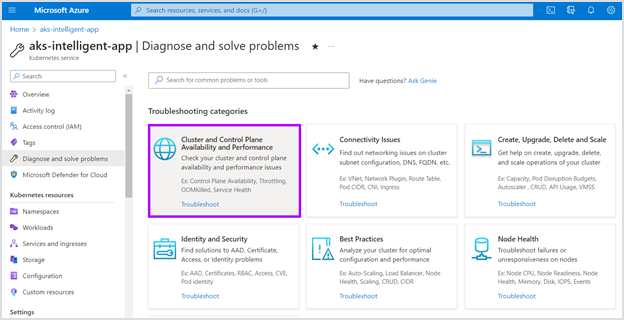 Microsoft Azure
Search resources, services, and docs (G+/)
Home > aks-intelligent-app >
aks-intelligent-app | Diagnose and solve problems ★ ...
Kubernetes service
Search
«
Overview
Activity log
Access control (IAM)
Tags
Diagnose and solve problems
Microsoft Defender for Cloud
Kubernetes resources
Namespaces
Workloads
Services and ingresses
Storage
Configuration
Custom resources
Settings
Search for common problems or tools
Have questions? Ask Genie
Troubleshooting categories
Cluster and Control Plane
Availability and Performance
Check your cluster and control plane
availability and performance issues
Ex: Control Plane Availability, Throttling,
OOMKilled, Service Health
Troubleshoot
Connectivity Issues
Find out networking issues on cluster
subnet configuration, DNS, FQDN, etc.
Ex: VNet, Network Plugin, Route Table,
Pod CIDR, CNI, Ingress
Troubleshoot
Create, Upgrade, Delete and Scale
Get help on create, upgrade, delete,
and scale operations of your cluster
Ex: Capacity, Pod Disruption Budgets,
Autoscaler , CRUD, API Usage, VMSS
Troubleshoot
Identity and Security
Find solutions to AAD, Certificate,
Access, or Identity problems
Ex: AAD, Certificates, RBAC, Access, CVE,
Pod identity
Troubleshoot
Best Practices
Analyze your cluster for optimal
configuration and performance
Ex: Auto-Scaling, Load Balancer, Node
Health, Scaling, CRUD, CIDR
Troubleshoot
Node Health
Troubleshoot failures or
unresponsiveness on nodes
Ex: Node CPU, Node Readiness, Node
Health, Memory, Disk, IOPS, Events
Troubleshoot